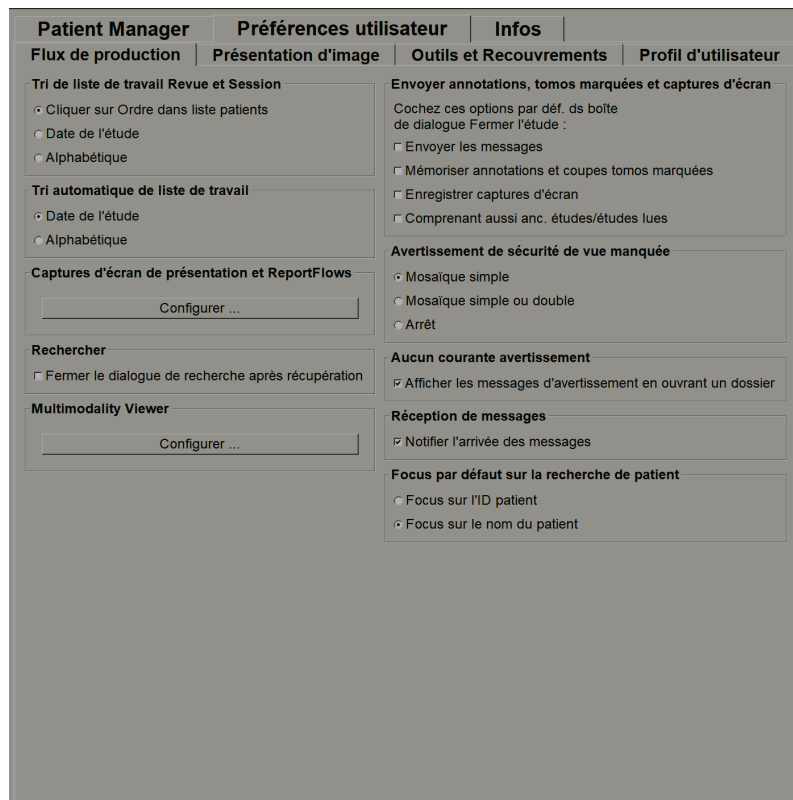 Patient Manager
Préférences utilisateur
Infos
Flux de production
Présentation d'image
Outils et Recouvrements
Profil d'utilisateur
Tri de liste de travail Revue et Session
Cliquer sur Ordre dans liste patients
Date de l'étude
Alphabétique
Tri automatique de liste de travail
Date de l'étude
Alphabétique
Captures d'écran de présentation et ReportFlows
Configurer ...
Rechercher
Fermer le dialogue de recherche après récupération
Multimodality Viewer
Configurer ...
Envoyer annotations, tomos marquées et captures d'écran
Cochez ces options par déf. ds boîte
de dialogue Fermer l'étude :
Envoyer les messages
Mémoriser annotations et coupes tomos marquées
Enregistrer captures d'écran
Comprenant aussi anc. études/études lues
Avertissement de sécurité de vue manquée
Mosaïque simple
Mosaïque simple ou double
Arrêt
Aucun courante avertissement
Afficher les messages d'avertissement en ouvrant un dossier
Réception de messages
Notifier l'arrivée des messages
Focus par défaut sur la recherche de patient
Focus sur l'ID patient
Focus sur le nom du patient